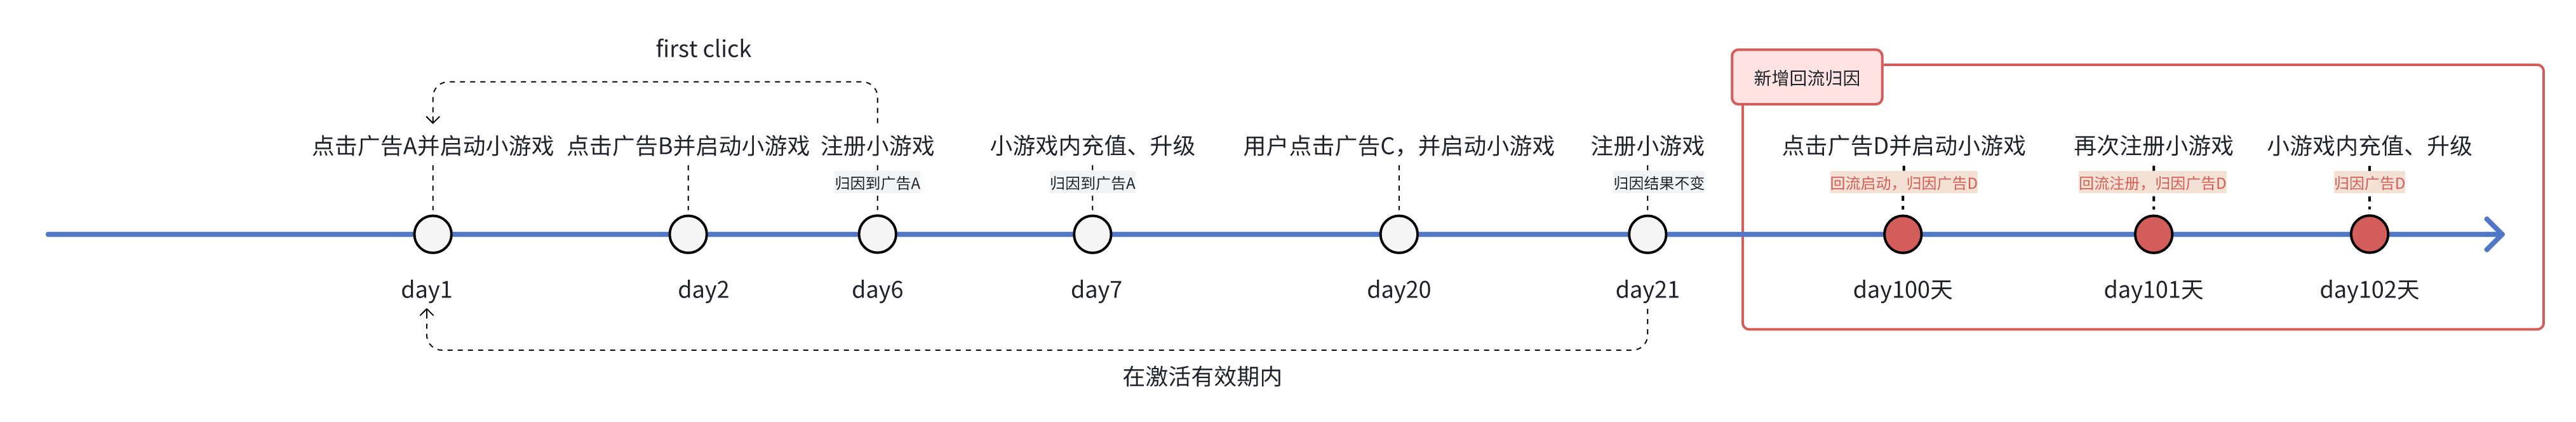 first click
新增回流归因
点击广告A并启动小游戏
点击广告B并启动小游戏
注册小游戏
小游戏内充值、升级
用户点击广告C，并启动小游戏
注册小游戏
点击广告D并启动小游戏
再次注册小游戏
小游戏内充值、升级
归因到广告A
归因到广告A
归因结果不变
回流启动，归因广告D
回流注册，归因广告D
归因广告D
day1
day2
day6
day7
day20
day21
day100天
day101天
day102天
在激活有效期内